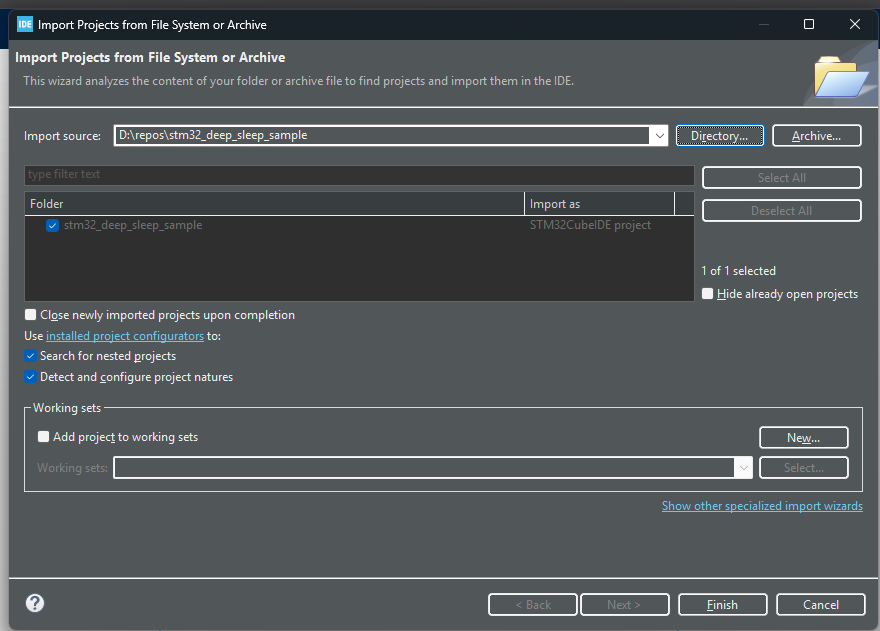 IDE Import Projects from File System or Archive
Import Projects from File System or Archive
This wizard analyzes the content of your folder or archive file to find projects and import them in the IDE.
Import source: D:\repos\stm32_deep_sleep_sample Directory... Archive...
type filter text Select All
Folder Import as Deselect All
stm32_deep_sleep_sample STM32CubeIDE project
1 of 1 selected
Hide already open projects
Close newly imported projects upon completion
Use installed project configurators to:
Search for nested projects
Detect and configure project natures
Working sets
Add project to working sets New...
Working sets: Select...
Show other specialized import wizards
? < Back Next > Finish Cancel